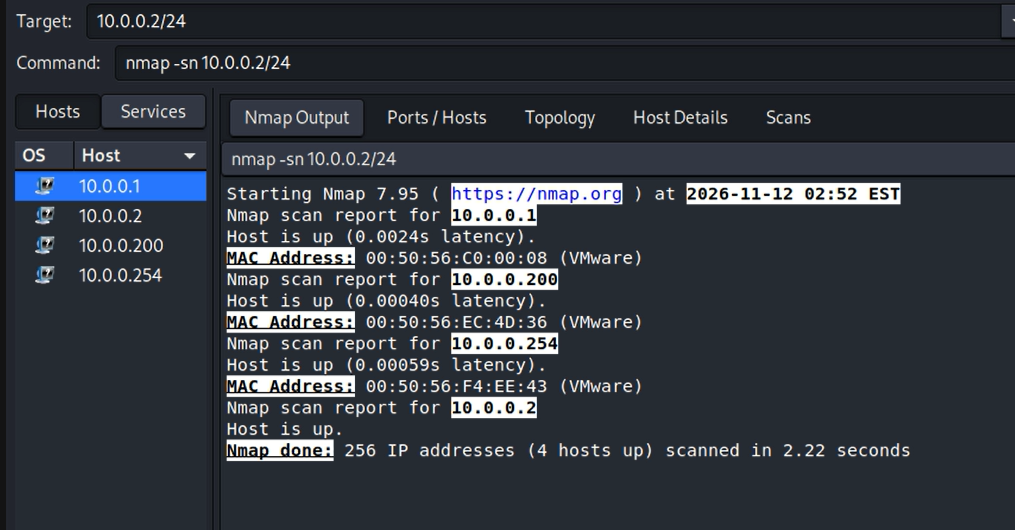 Target: 10.0.0.2/24
Command: nmap -sn 10.0.0.2/24
Hosts Services
Nmap Output Ports / Hosts Topology Host Details Scans
OS Host
nmap -sn 10.0.0.2/24
10.0.0.1
10.0.0.2
10.0.0.200
10.0.0.254
Starting Nmap 7.95 ( https://nmap.org ) at 2026-11-12 02:52 EST
Nmap scan report for 10.0.0.1
Host is up (0.0024s latency).
MAC Address: 00:50:56:C0:00:08 (VMware)
Nmap scan report for 10.0.0.200
Host is up (0.00040s latency).
MAC Address: 00:50:56:EC:4D:36 (VMware)
Nmap scan report for 10.0.0.254
Host is up (0.00059s latency).
MAC Address: 00:50:56:F4:EE:43 (VMware)
Nmap scan report for 10.0.0.2
Host is up.
Nmap done: 256 IP addresses (4 hosts up) scanned in 2.22 seconds